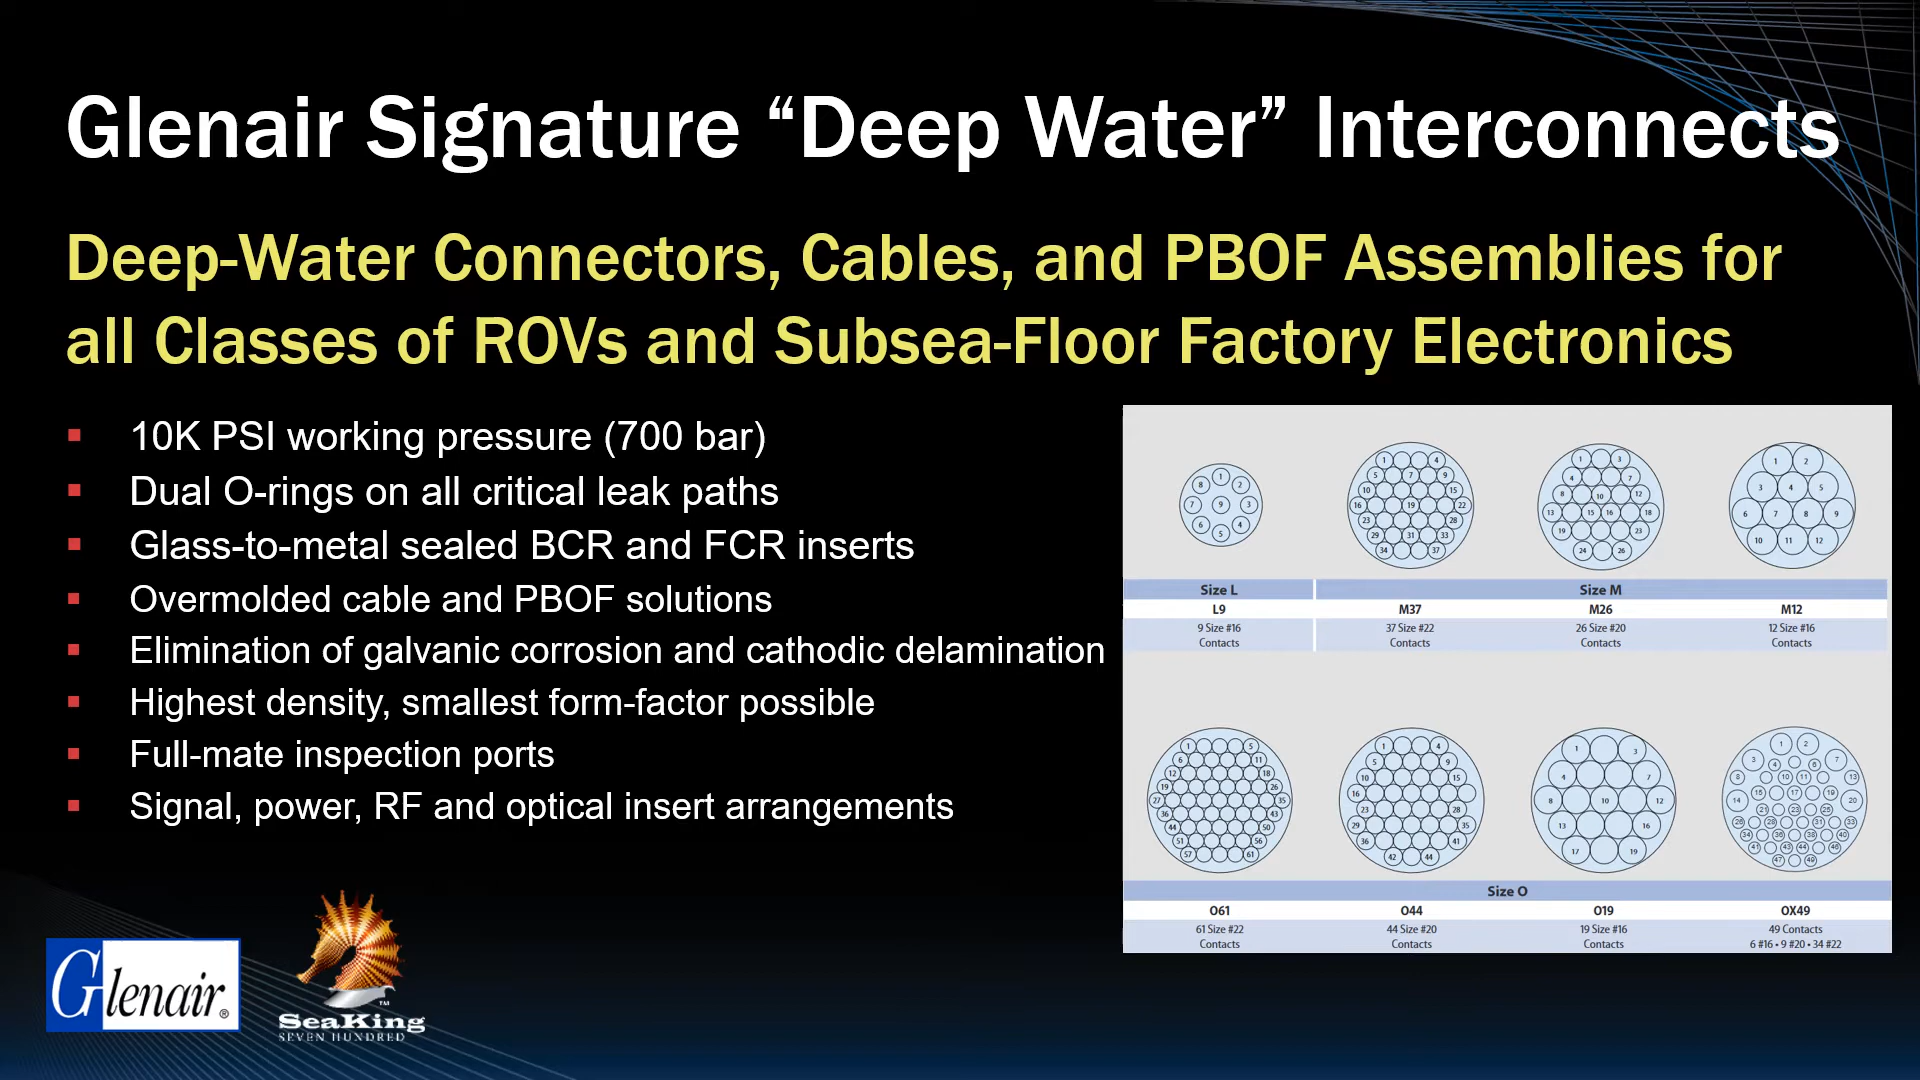 Glenair Signature “Deep Water” Interconnects
Deep-Water Connectors, Cables, and PBOF Assemblies for
all Classes of ROVs and Subsea-Floor Factory Electronics
▪ 10K PSI working pressure (700 bar)
▪ Dual O-rings on all critical leak paths
▪ Glass-to-metal sealed BCR and FCR inserts
▪ Overmolded cable and PBOF solutions
▪ Elimination of galvanic corrosion and cathodic delamination
▪ Highest density, smallest form-factor possible
▪ Full-mate inspection ports
▪ Signal, power, RF and optical insert arrangements
Size L Size M
L9 M37 M26 M12
9 Size #16 37 Size #22 26 Size #20 12 Size #16
Contacts Contacts Contacts Contacts
Size O
O61 O44 O19 OX49
61 Size #22 44 Size #20 19 Size #16 49 Contacts
Contacts Contacts Contacts 6 #16 • 9 #20 • 34 #22
Glenair®
SeaKing™
SEVEN HUNDRED